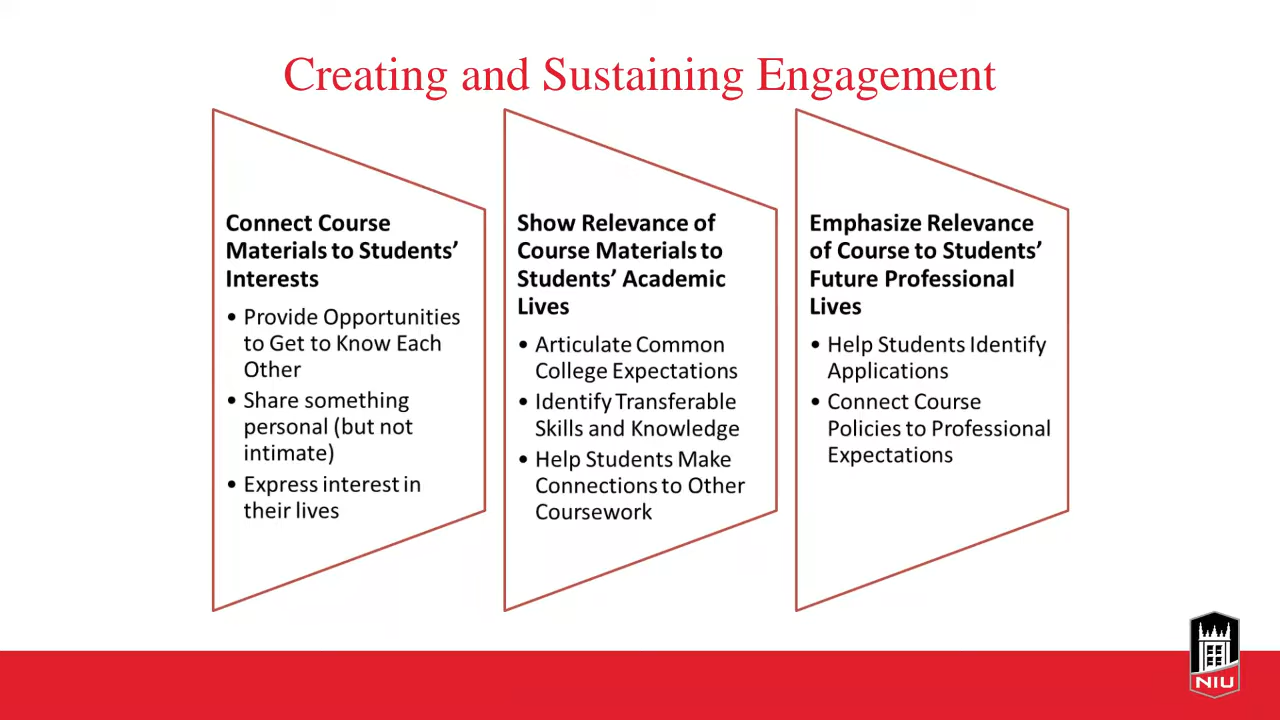 Creating and Sustaining Engagement
Connect Course
Materials to Students’
Interests
• Provide Opportunities
to Get to Know Each
Other
• Share something
personal (but not
intimate)
• Express interest in
their lives
Show Relevance of
Course Materials to
Students’ Academic
Lives
• Articulate Common
College Expectations
• Identify Transferable
Skills and Knowledge
• Help Students Make
Connections to Other
Coursework
Emphasize Relevance
of Course to Students’
Future Professional
Lives
• Help Students Identify
Applications
• Connect Course
Policies to Professional
Expectations
NIU